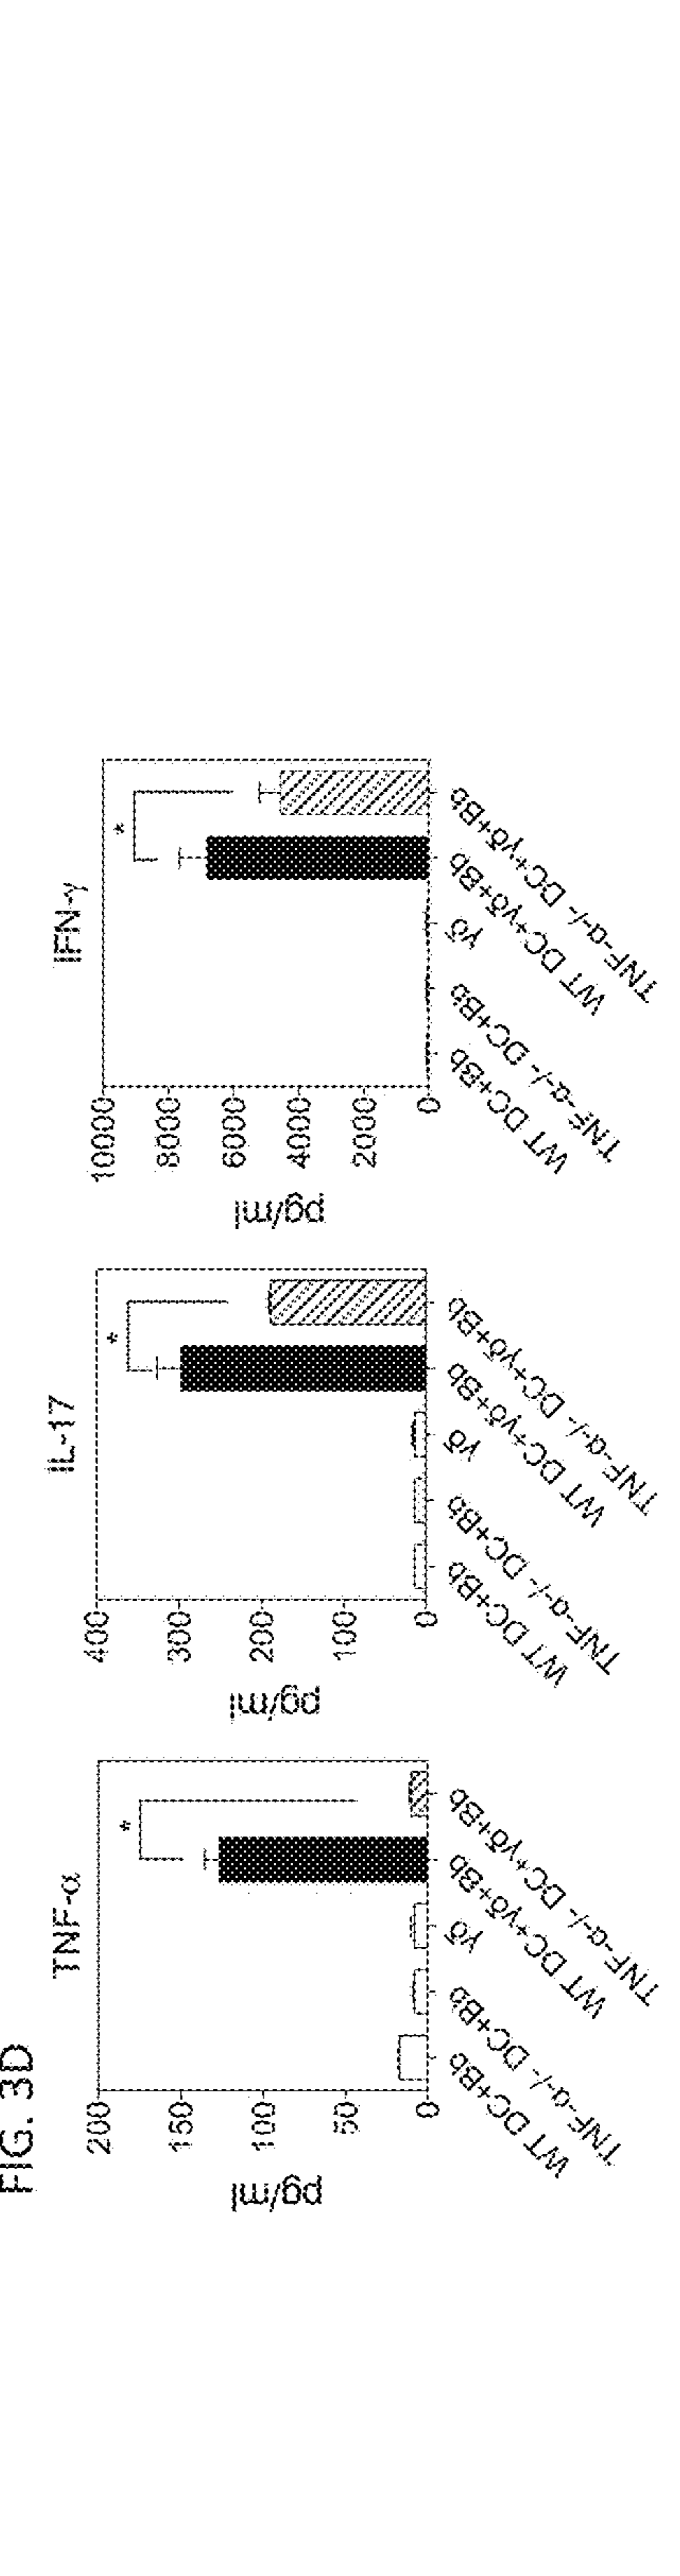 FIG. 3D
TNF-α
pg/ml
200
150
100
50
0
WT DC+Bb
TNF-α-/- DC+Bb
γδ
WT DC+γδ+Bb
TNF-α-/- DC+γδ+Bb
*
IL-17
pg/ml
400
300
200
100
0
WT DC+Bb
TNF-α-/- DC+Bb
γδ
WT DC+γδ+Bb
TNF-α-/- DC+γδ+Bb
*
IFN-γ
pg/ml
10000
8000
6000
4000
2000
0
WT DC+Bb
TNF-α-/- DC+Bb
γδ
WT DC+γδ+Bb
TNF-α-/- DC+γδ+Bb
*